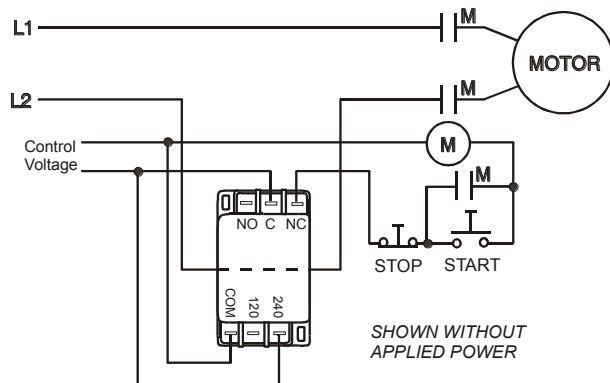 L1
M
MOTOR
L2
M
Control
Voltage
M
M
NO C NC
STOP START
COM
120
240
SHOWN WITHOUT
APPLIED POWER